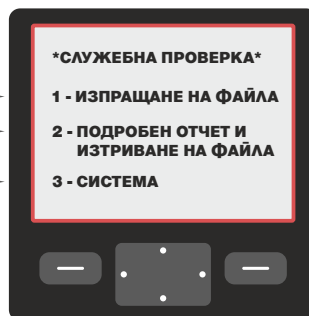 *СЛУЖЕБНА ПРОВЕРКА*
1 - ИЗПРАЩАНЕ НА ФАЙЛА
2 - ПОДРОБЕН ОТЧЕТ И
ИЗТРИВАНЕ НА ФАЙЛА
3 - СИСТЕМА